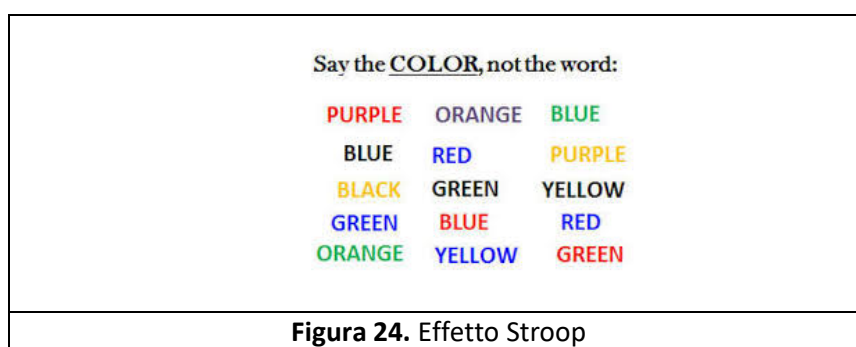 Say the COLOR, not the word:
PURPLE ORANGE BLUE
BLUE RED PURPLE
BLACK GREEN YELLOW
GREEN BLUE RED
ORANGE YELLOW GREEN
Figura 24. Effetto Stroop